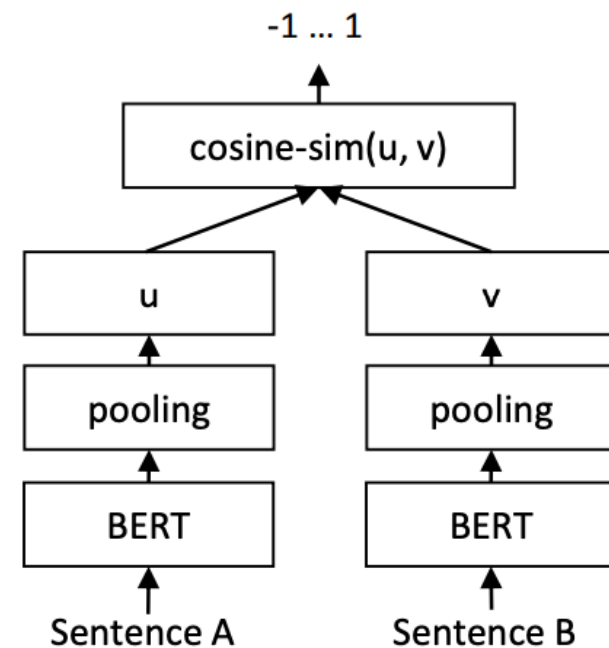 -1 ... 1
cosine-sim(u, v)
u
v
pooling
pooling
BERT
BERT
Sentence A
Sentence B